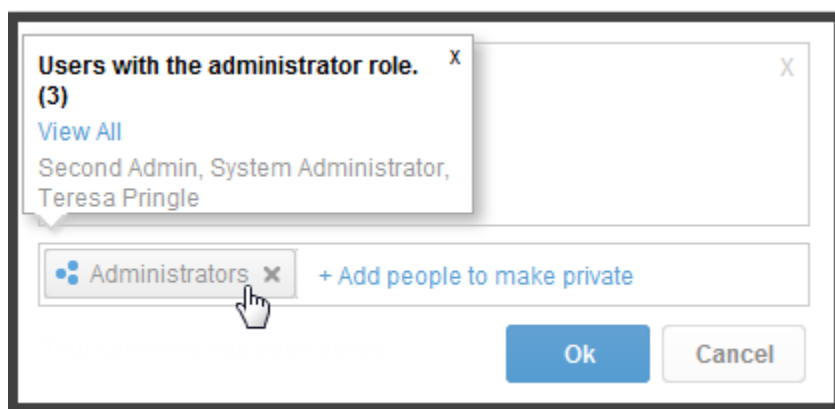 Users with the administrator role. X
(3)
View All
Second Admin, System Administrator,
Teresa Pringle
X
Administrators × + Add people to make private
Ok Cancel